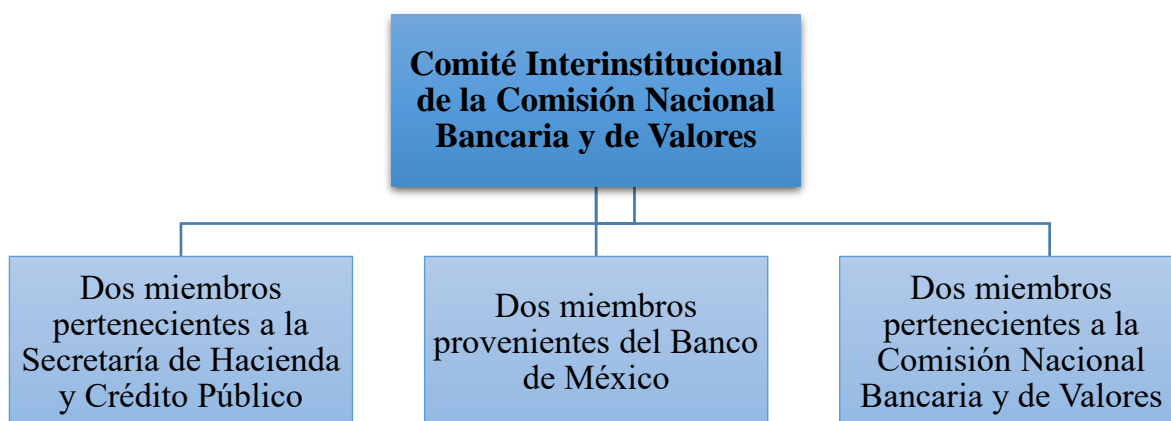 Comité Interinstitucional
de la Comisión Nacional
Bancaria y de Valores
Dos miembros
pertenecientes a la
Secretaría de Hacienda
y Crédito Público
Dos miembros
provenientes del Banco
de México
Dos miembros
pertenecientes a la
Comisión Nacional
Bancaria y de Valores